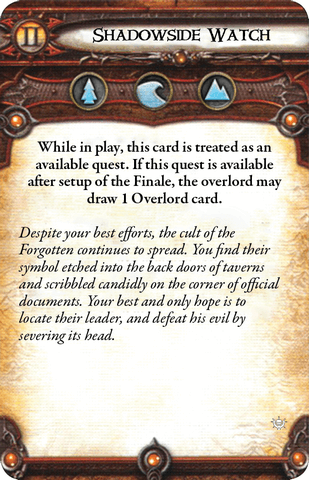 II
Shadowside Watch
While in play, this card is treated as an
available quest. If this quest is available
after setup of the Finale, the overlord may
draw 1 Overlord card.
Despite your best efforts, the cult of the
Forgotten continues to spread. You find their
symbol etched into the back doors of taverns
and scribbled candidly on the corner of official
documents. Your best and only hope is to
locate their leader, and defeat his evil by
severing its head.